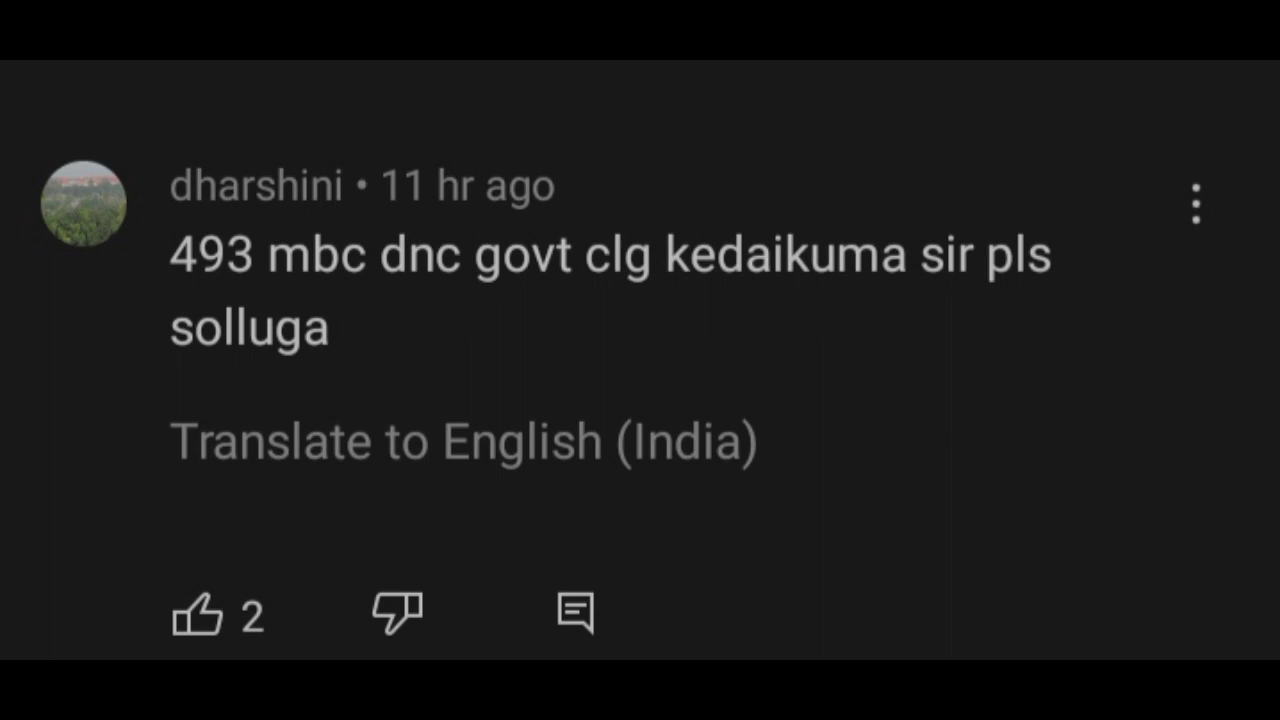 dharshini • 11 hr ago
493 mbc dnc govt clg kedaikuma sir pls
solluga
Translate to English (India)
2